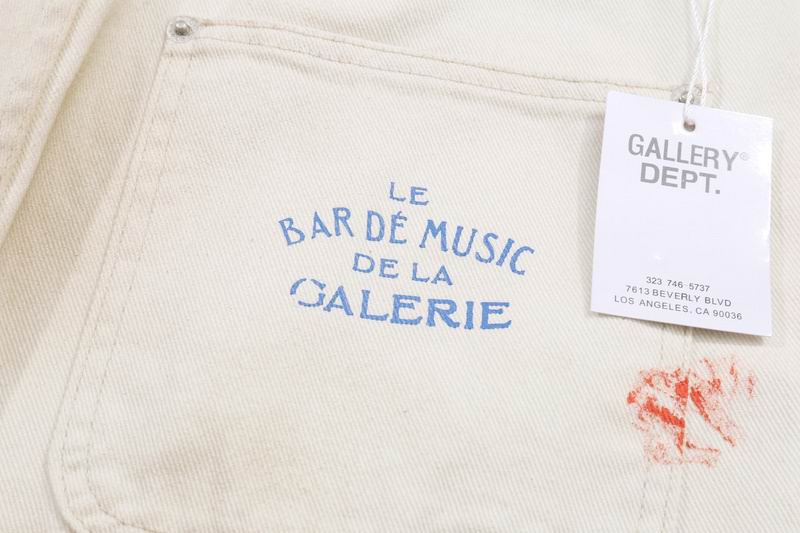 LE
BAR DÉ MUSIC
DE LA
GALERIE
GALLERY®
DEPT.
323 746-5737
7613 BEVERLY BLVD
LOS ANGELES, CA 90036